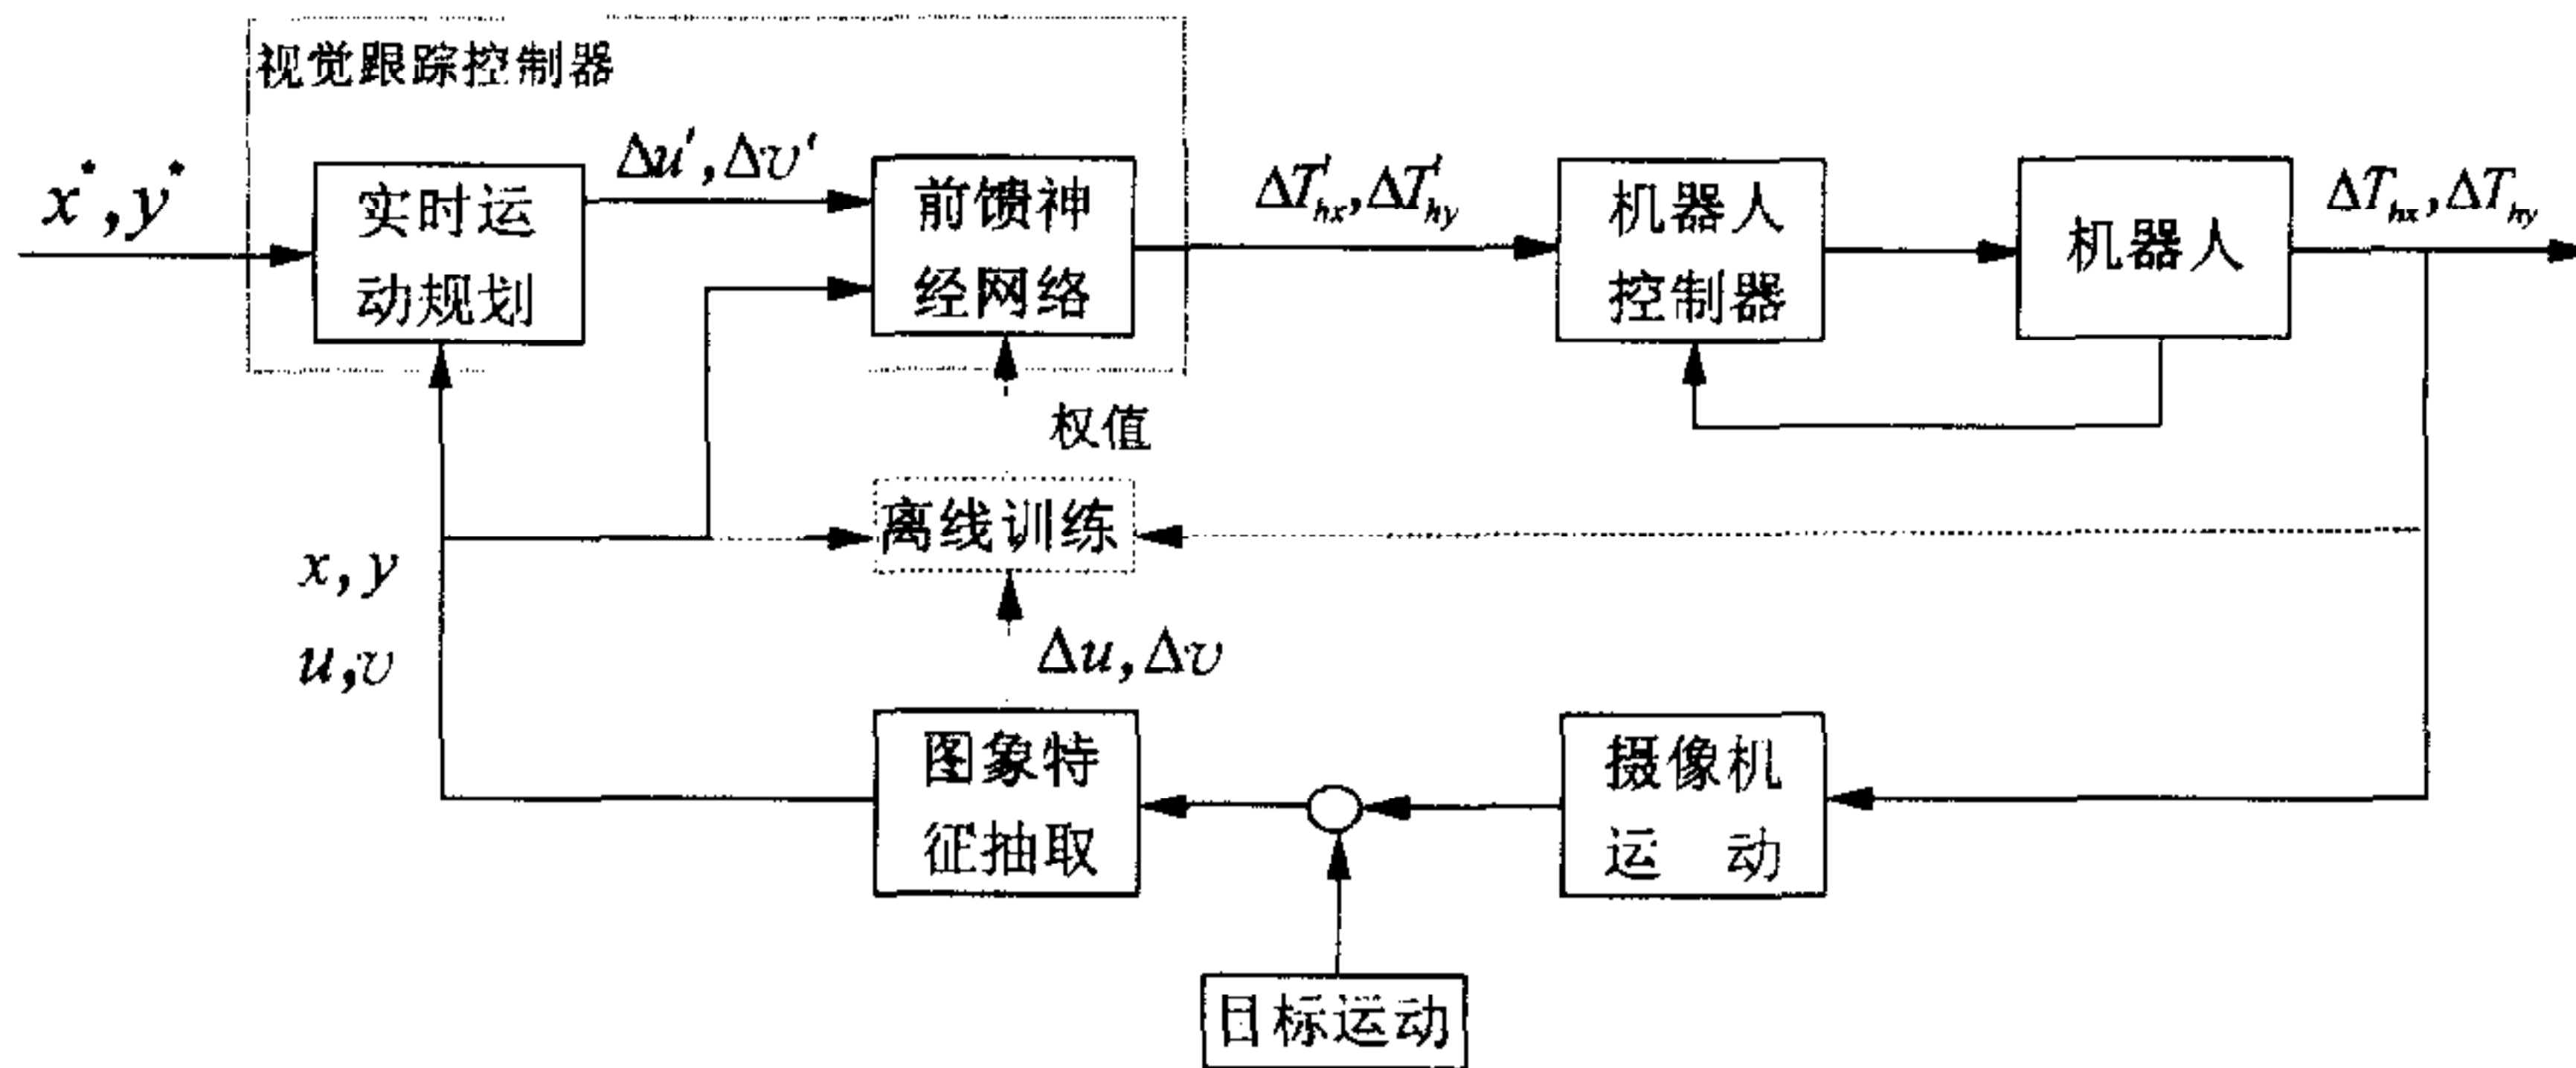 视觉跟踪控制器
x*, y*
实时运
动规划
Δu', Δv'
前馈神
经网络
ΔT'hx, ΔT'hy
机器人
控制器
机器人
ΔThx, ΔThy
权值
离线训练
x, y
u, v
Δu, Δv
图象特
征抽取
摄像机
运 动
目标运动